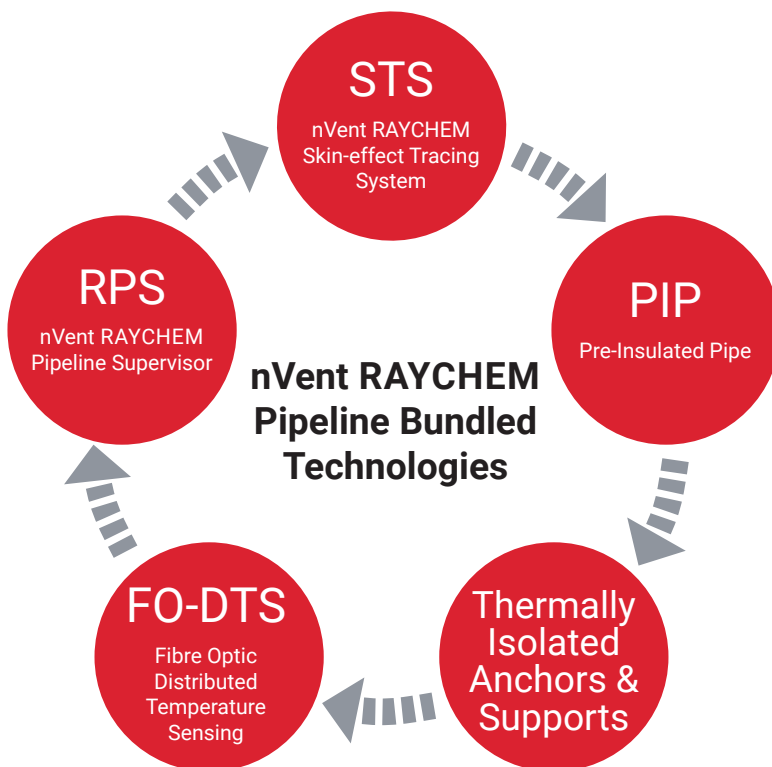 STS
nVent RAYCHEM
Skin-effect Tracing
System
PIP
Pre-Insulated Pipe
Thermally
Isolated
Anchors &
Supports
FO-DTS
Fibre Optic
Distributed
Temperature
Sensing
RPS
nVent RAYCHEM
Pipeline Supervisor
nVent RAYCHEM
Pipeline Bundled
Technologies